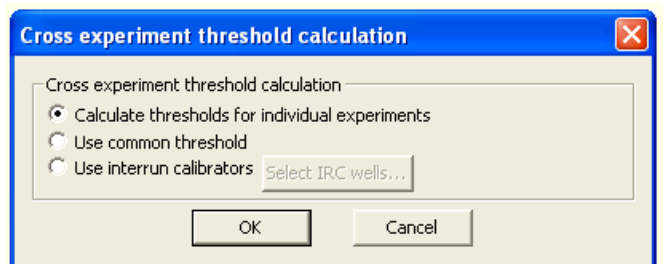 Cross experiment threshold calculation
Cross experiment threshold calculation
Calculate thresholds for individual experiments
Use common threshold
Use interrun calibrators Select IRC wells...
OK Cancel